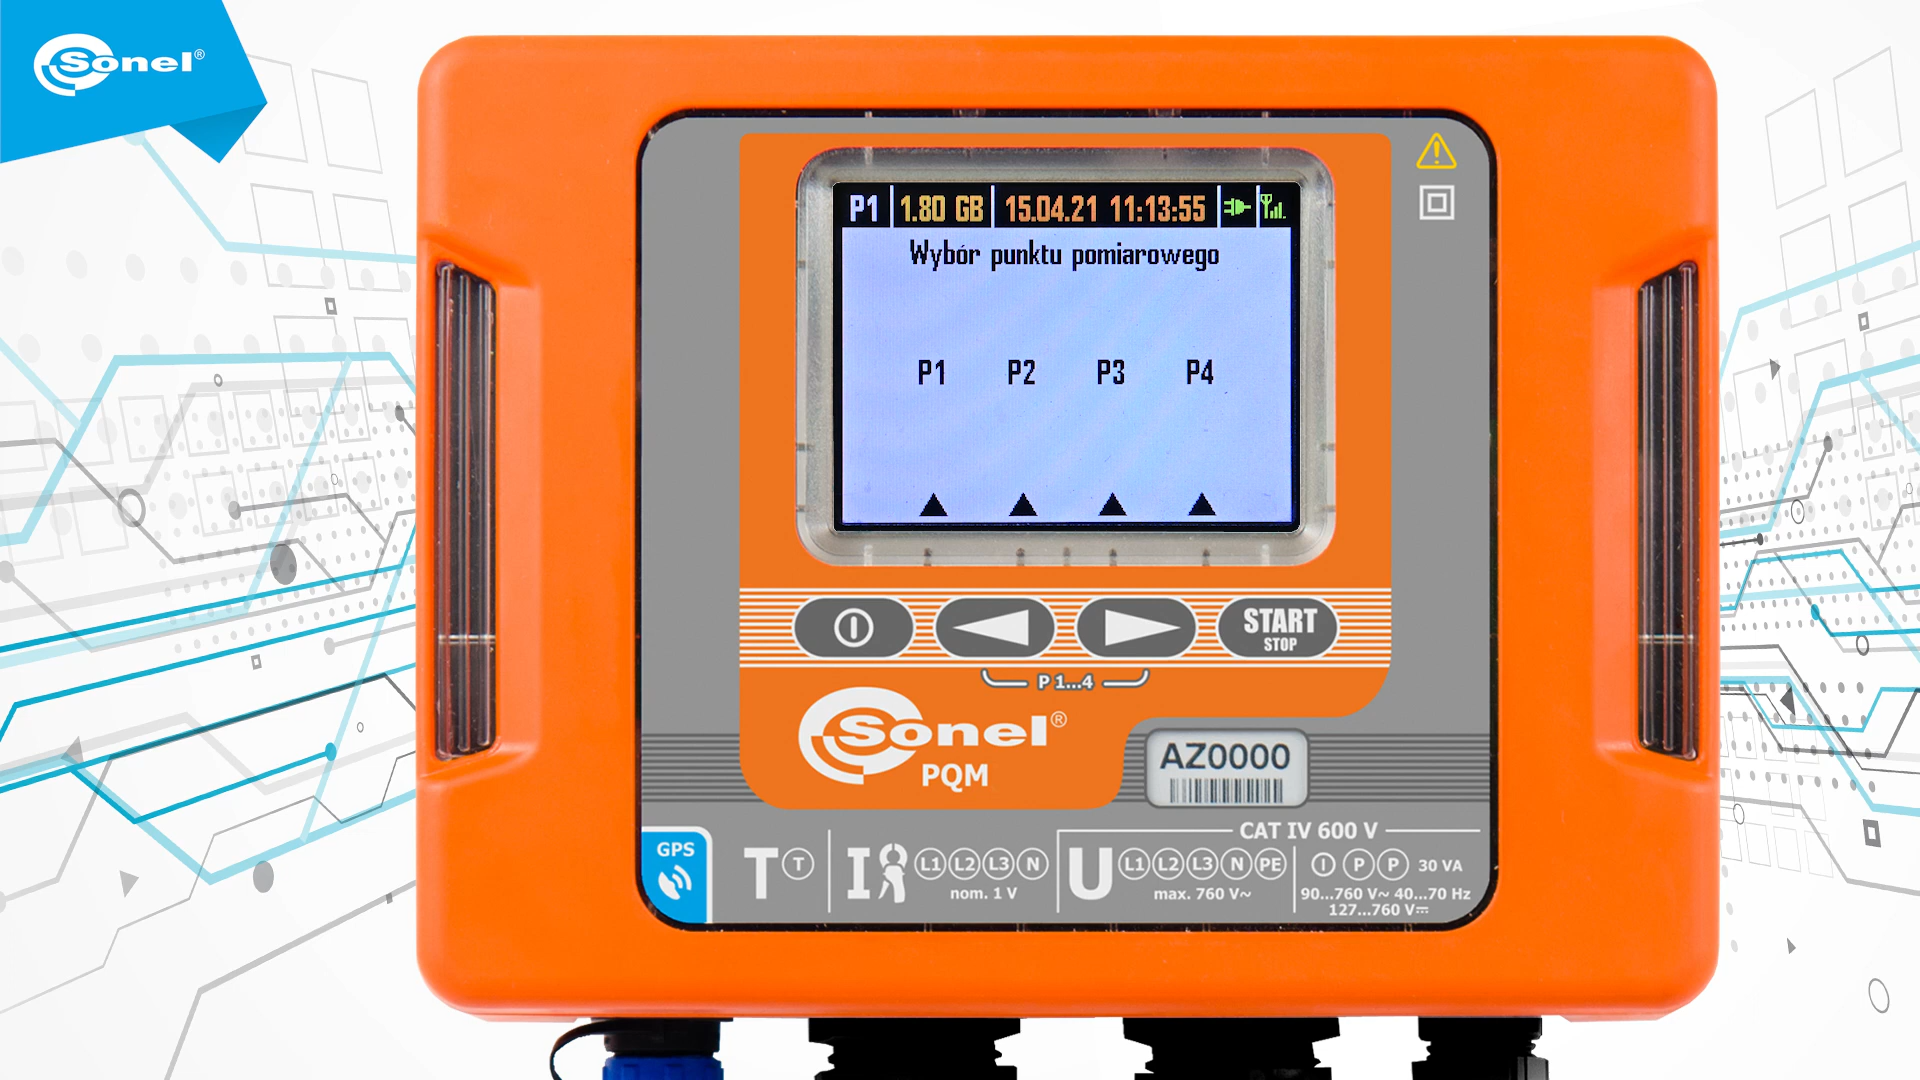 Sonel®
P1 1.80 GB 15.04.21 11:13:55
Wybór punktu pomiarowego
P1 P2 P3 P4
START
STOP
P 1...4
Sonel®
PQM
AZ0000
CAT IV 600 V
GPS
T T
I L1 L2 L3 N
nom. 1 V
U L1 L2 L3 N PE
max. 760 V~
I P P 30 VA
90...760 V~ 40...70 Hz
127...760 V⎓